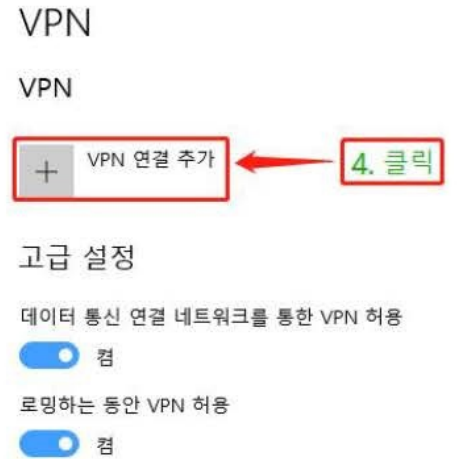 VPN
VPN
VPN 연결 추가
4. 클릭
고급 설정
데이터 통신 연결 네트워크를 통한 VPN 허용
켬
로밍하는 동안 VPN 허용
켬